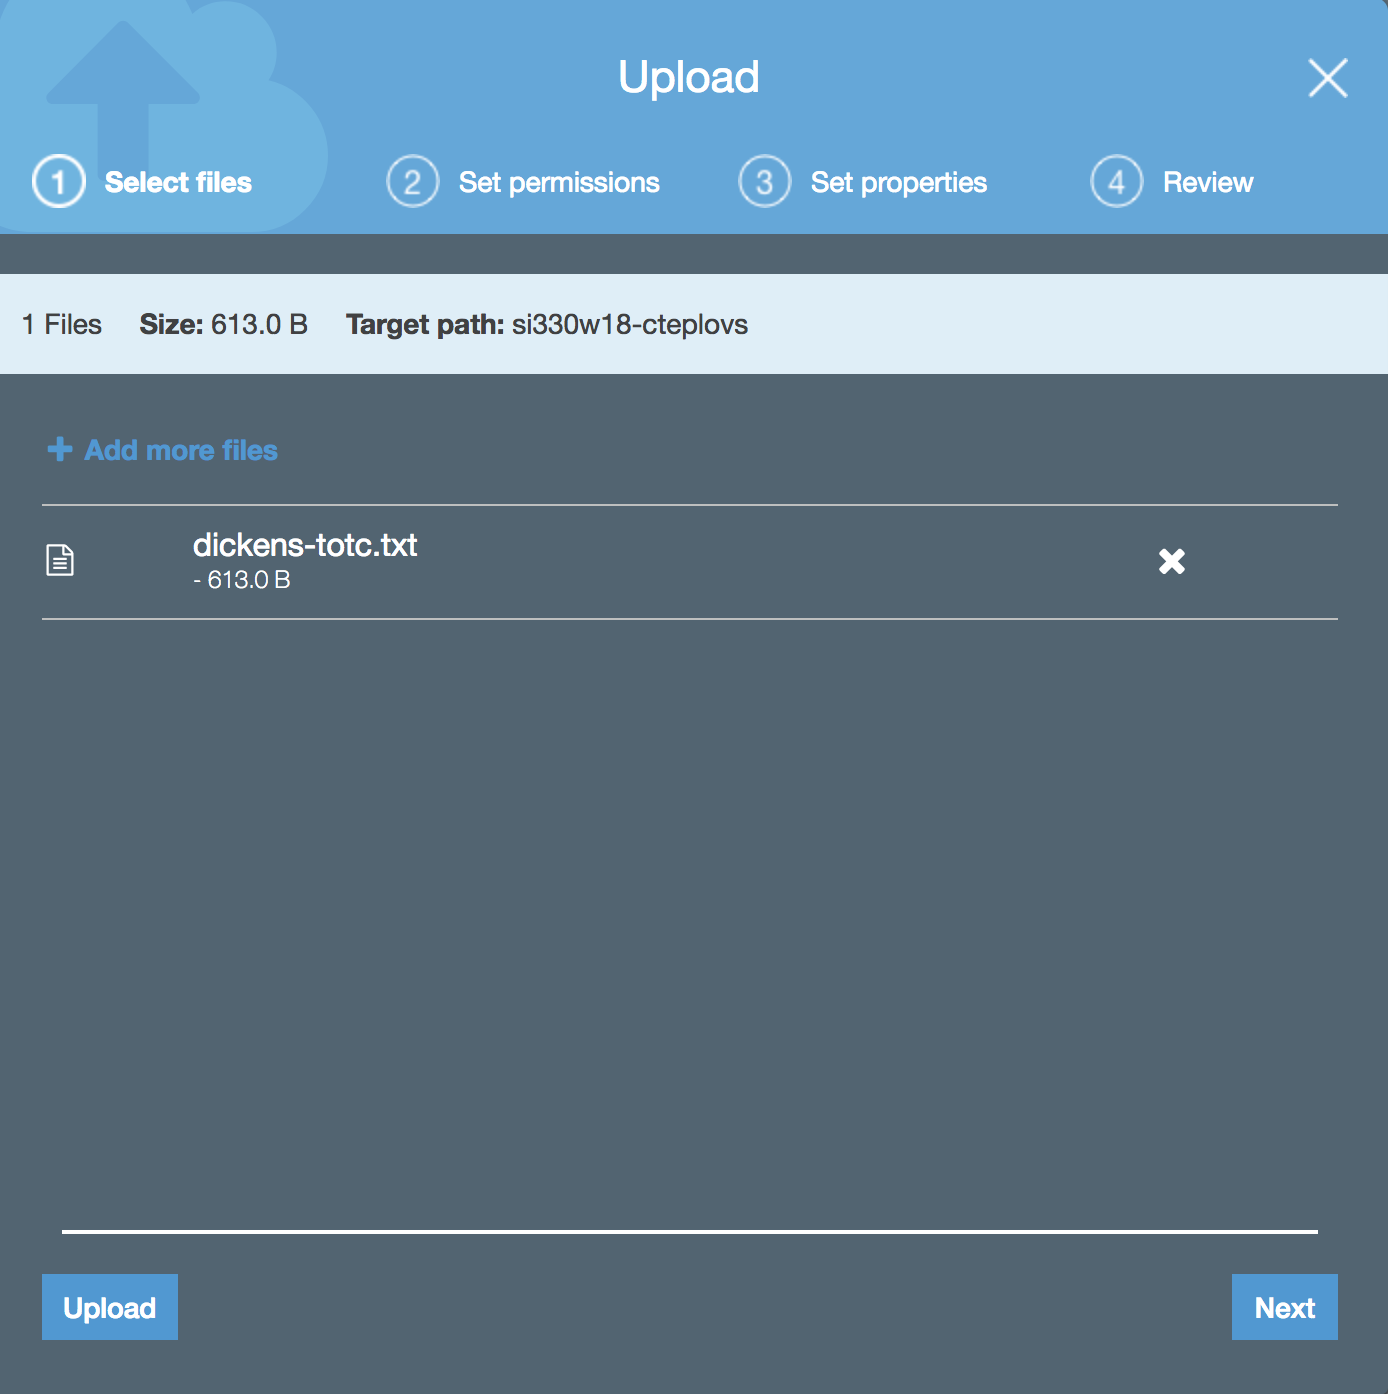 Upload
1 Select files 2 Set permissions 3 Set properties 4 Review
1 Files Size: 613.0 B Target path: si330w18-cteplovs
Add more files
dickens-totc.txt
- 613.0 B
Upload Next